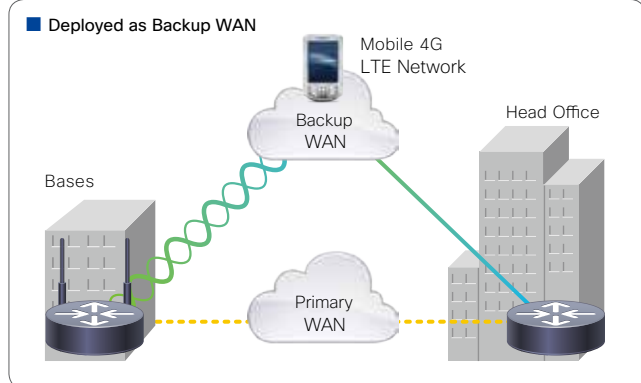 Deployed as Backup WAN
Mobile 4G
LTE Network
Backup
WAN
Head Office
Bases
Primary
WAN